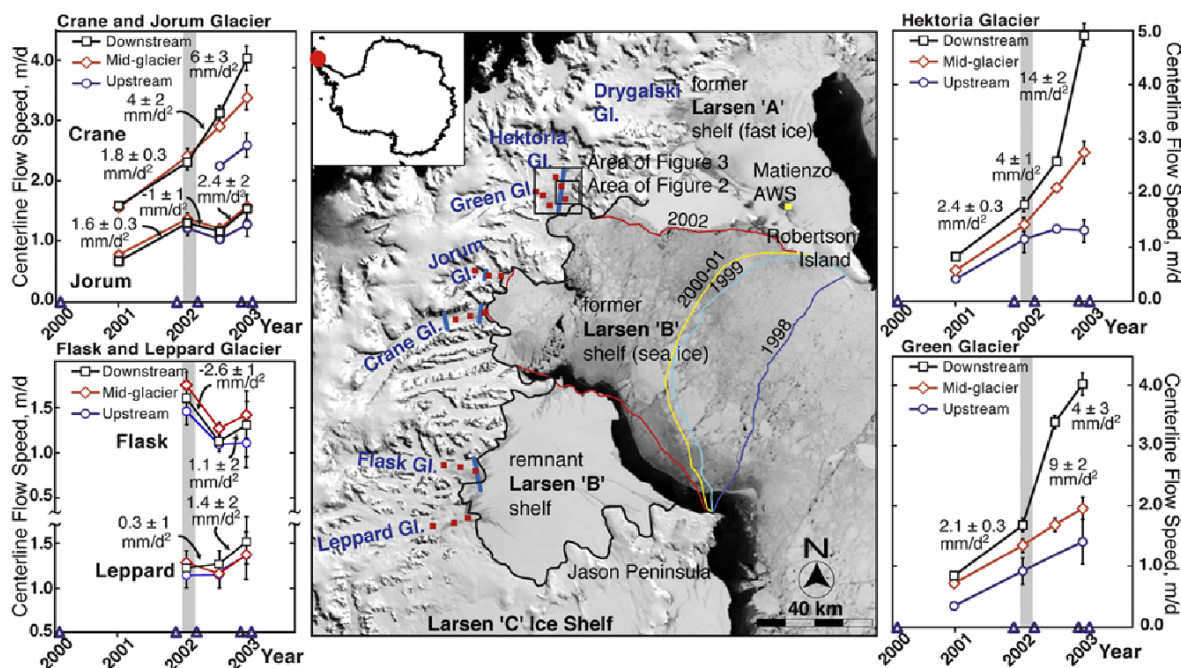 Crane and Jorum Glacier
Centerline Flow Speed, m/d
4.0
3.0
2.0
1.0
0.0
Downstream
Mid-glacier
Upstream
6 ± 3
mm/d²
4 ± 2
mm/d²
Crane
1.8 ± 0.3
mm/d²
-1 ± 1
mm/d²
2.4 ± 2
mm/d²
1.6 ± 0.3
mm/d²
Jorum
2000
2001
2002
2003
Year
Flask and Leppard Glacier
Centerline Flow Speed, m/d
1.5
1.0
0.5
1.5
1.0
0.5
Downstream
Mid-glacier
Upstream
-2.6 ± 1
mm/d²
Flask
1.1 ± 2
mm/d²
1.4 ± 2
mm/d²
0.3 ± 1
mm/d²
Leppard
2000
2001
2002
2003
Year
Drygalski
Gl.
former
Larsen 'A'
shelf (fast ice)
Hektoria
Gl.
Area of Figure 3
Area of Figure 2
Green Gl.
Matienzo
AWS
2002
Robertson
Island
Jorum
Gl.
2000-01
1999
1998
former
Larsen 'B'
shelf (sea ice)
Crane Gl.
Flask Gl.
remnant
Larsen 'B'
shelf
Leppard Gl.
Jason Peninsula
N
40 km
Larsen 'C' Ice Shelf
Hektoria Glacier
Centerline Flow Speed, m/d
5.0
4.0
3.0
2.0
1.0
0.0
Downstream
Mid-glacier
Upstream
14 ± 2
mm/d²
4 ± 1
mm/d²
2.4 ± 0.3
mm/d²
2000
2001
2002
2003
Year
Green Glacier
Centerline Flow Speed, m/d
4.0
3.0
2.0
1.0
0.0
Downstream
Mid-glacier
Upstream
4 ± 3
mm/d²
9 ± 2
mm/d²
2.1 ± 0.3
mm/d²
2000
2001
2002
2003
Year